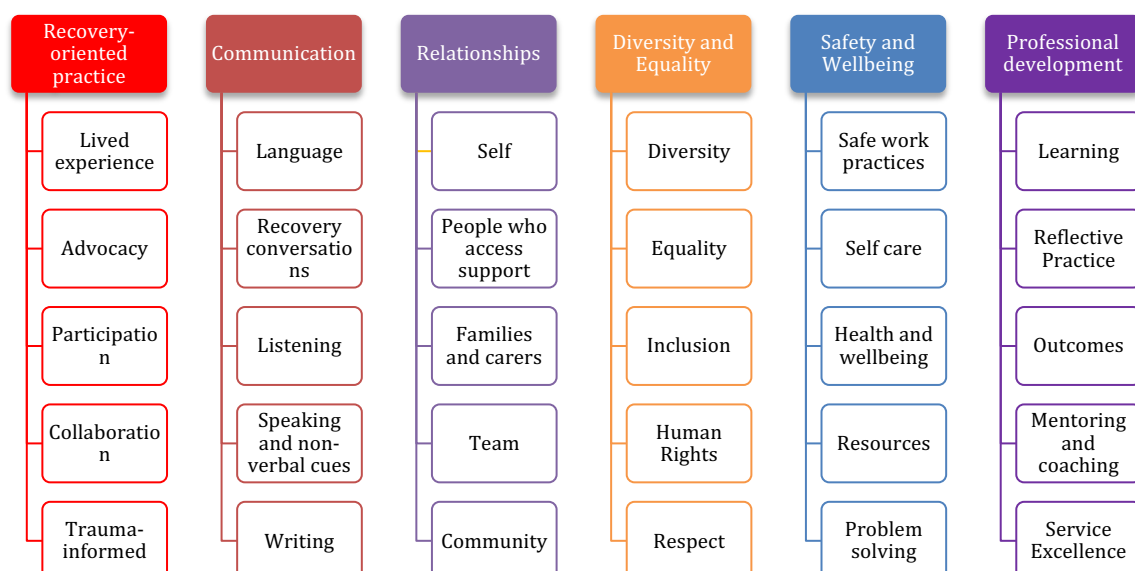 Recovery-
oriented
practice
Lived
experience
Advocacy
Participatio
n
Collaboratio
n
Trauma-
informed
Communication
Language
Recovery
conversati
ons
Listening
Speaking
and non-
verbal cues
Writing
Relationships
Self
People who
access
support
Families
and carers
Team
Community
Diversity and
Equality
Diversity
Equality
Inclusion
Human
Rights
Respect
Safety and
Wellbeing
Safe work
practices
Self care
Health and
wellbeing
Resources
Problem
solving
Professional
development
Learning
Reflective
Practice
Outcomes
Mentoring
and
coaching
Service
Excellence